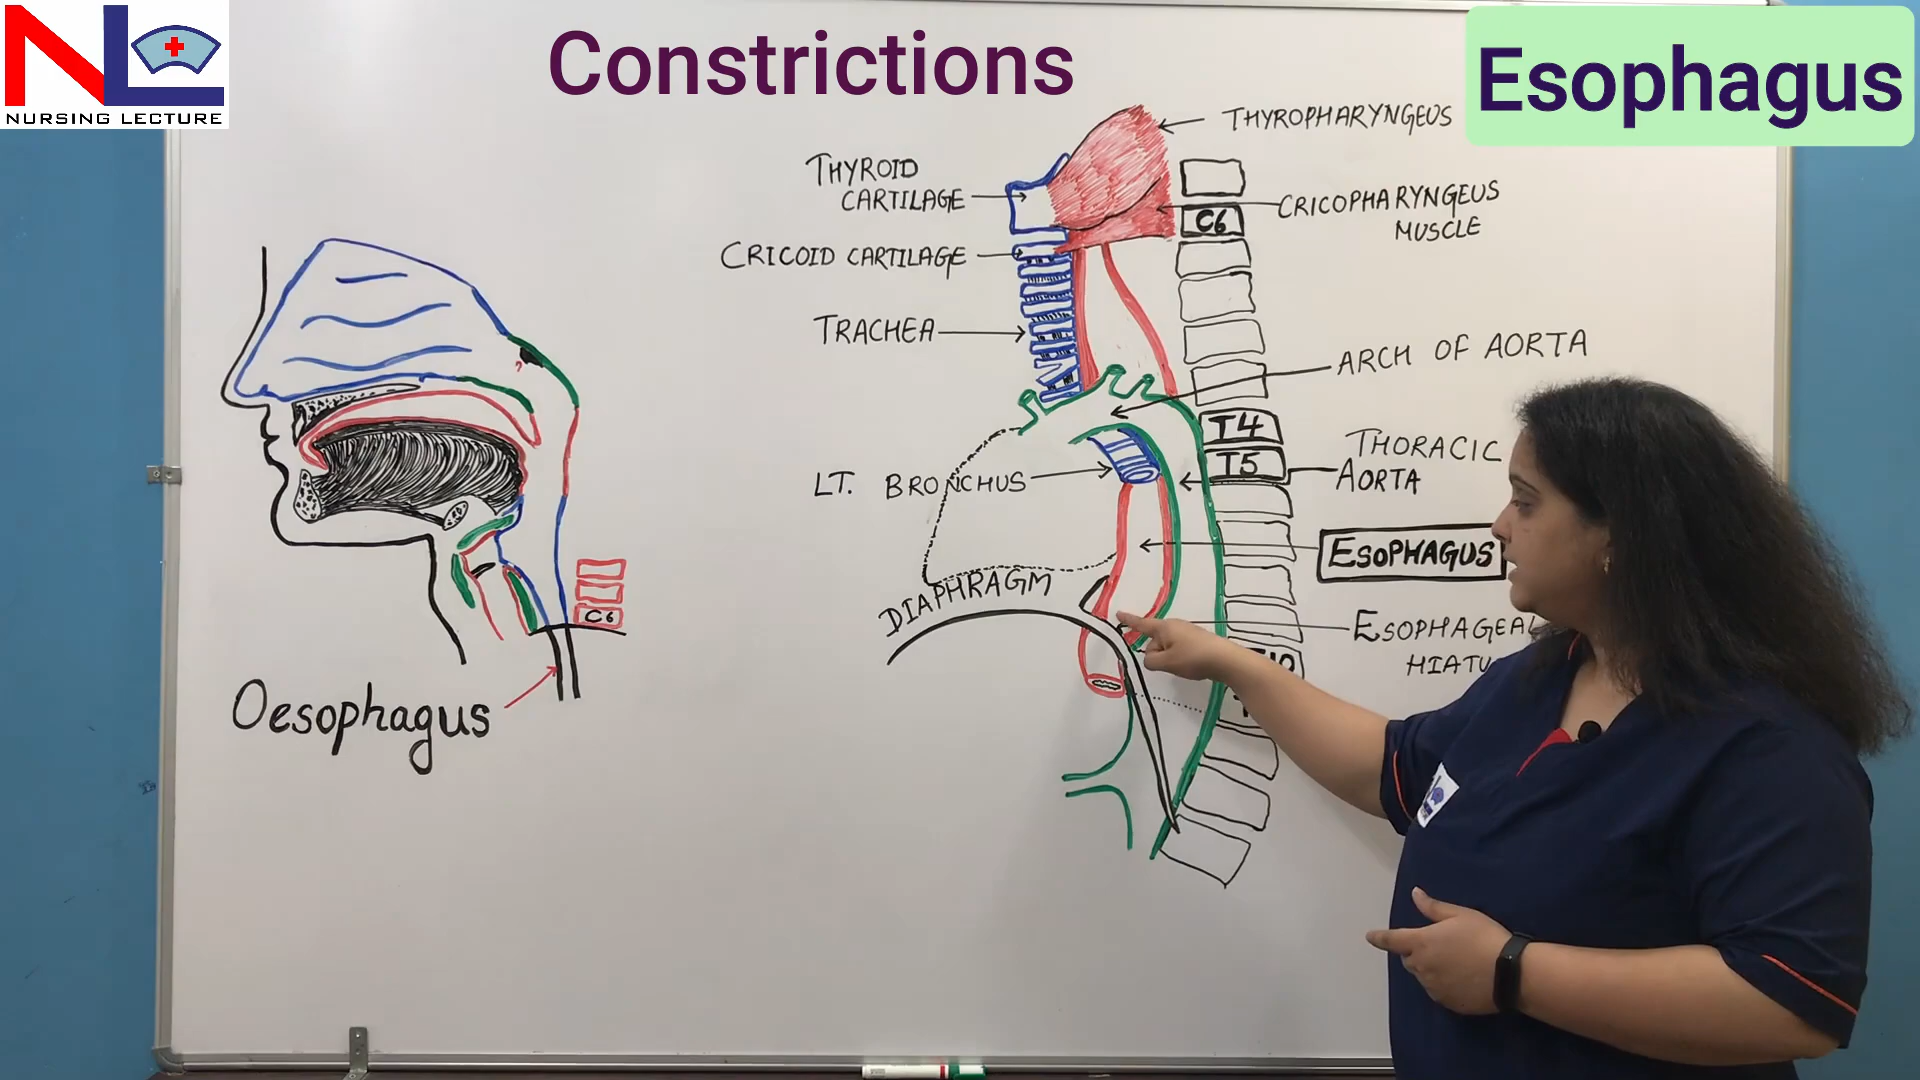 NURSING LECTURE
Constrictions
Esophagus
THYROPHARYNGEUS
THYROID
CARTILAGE
C6
CRICOPHARYNGEUS
MUSCLE
CRICOID CARTILAGE
TRACHEA
ARCH OF AORTA
T4
T5
THORACIC
AORTA
LT. BRONCHUS
ESOPHAGUS
DIAPHRAGM
ESOPHAGEAL
C6
Oesophagus